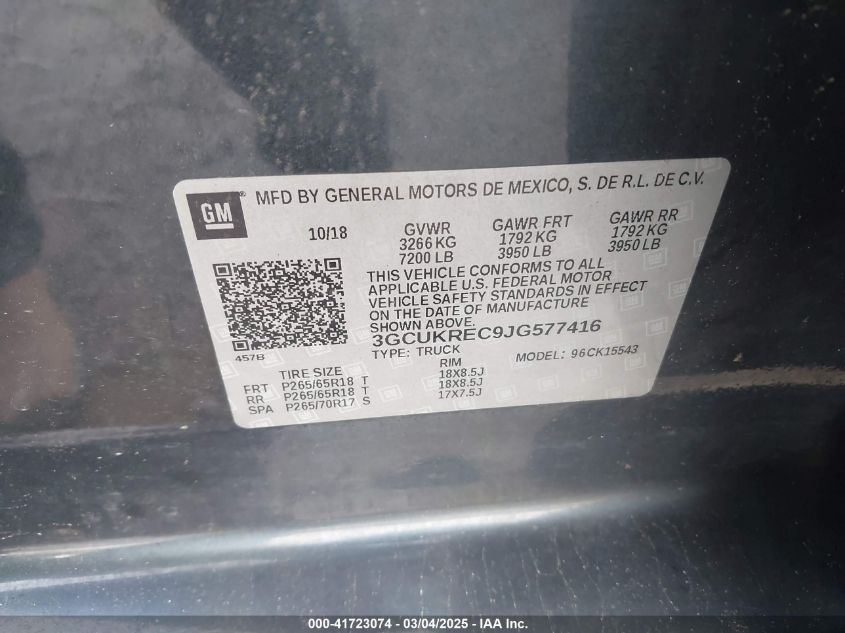 GM
MFD BY GENERAL MOTORS DE MEXICO, S. DE R.L. DE C.V.
10/18 GVWR GAWR FRT GAWR RR
3266 KG 1792 KG 1792 KG
7200 LB 3950 LB 3950 LB
THIS VEHICLE CONFORMS TO ALL
APPLICABLE U.S. FEDERAL MOTOR
VEHICLE SAFETY STANDARDS IN EFFECT
ON THE DATE OF MANUFACTURE
SHOWN ABOVE.
3GCUKREC9JG577416
457B
TYPE: TRUCK MODEL: 96CK15543
TIRE SIZE RIM
FRT P265/65R18 T 18X8.5J
RR P265/65R18 T 18X8.5J
SPA P265/70R17 S 17X7.5J
000-41723074 - 03/04/2025 - IAA Inc.